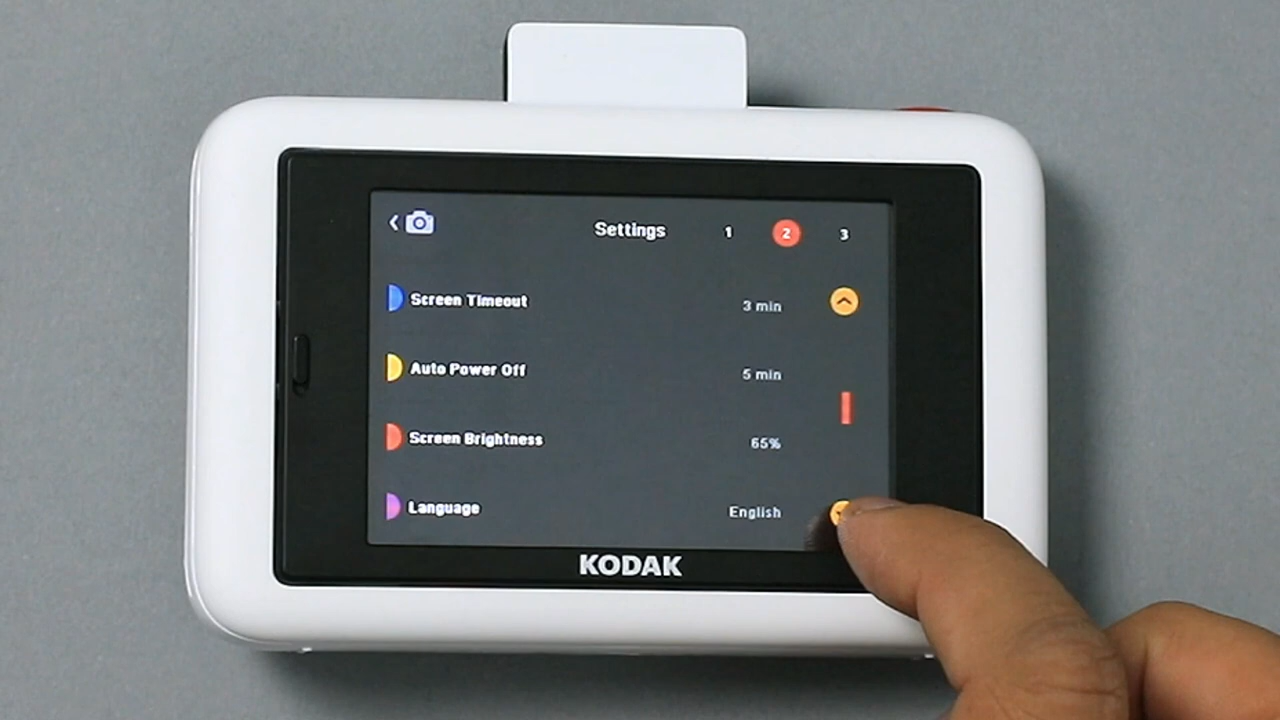 Settings 1 2 3
Screen Timeout 3 min
Auto Power Off 5 min
Screen Brightness 65%
Language English
KODAK